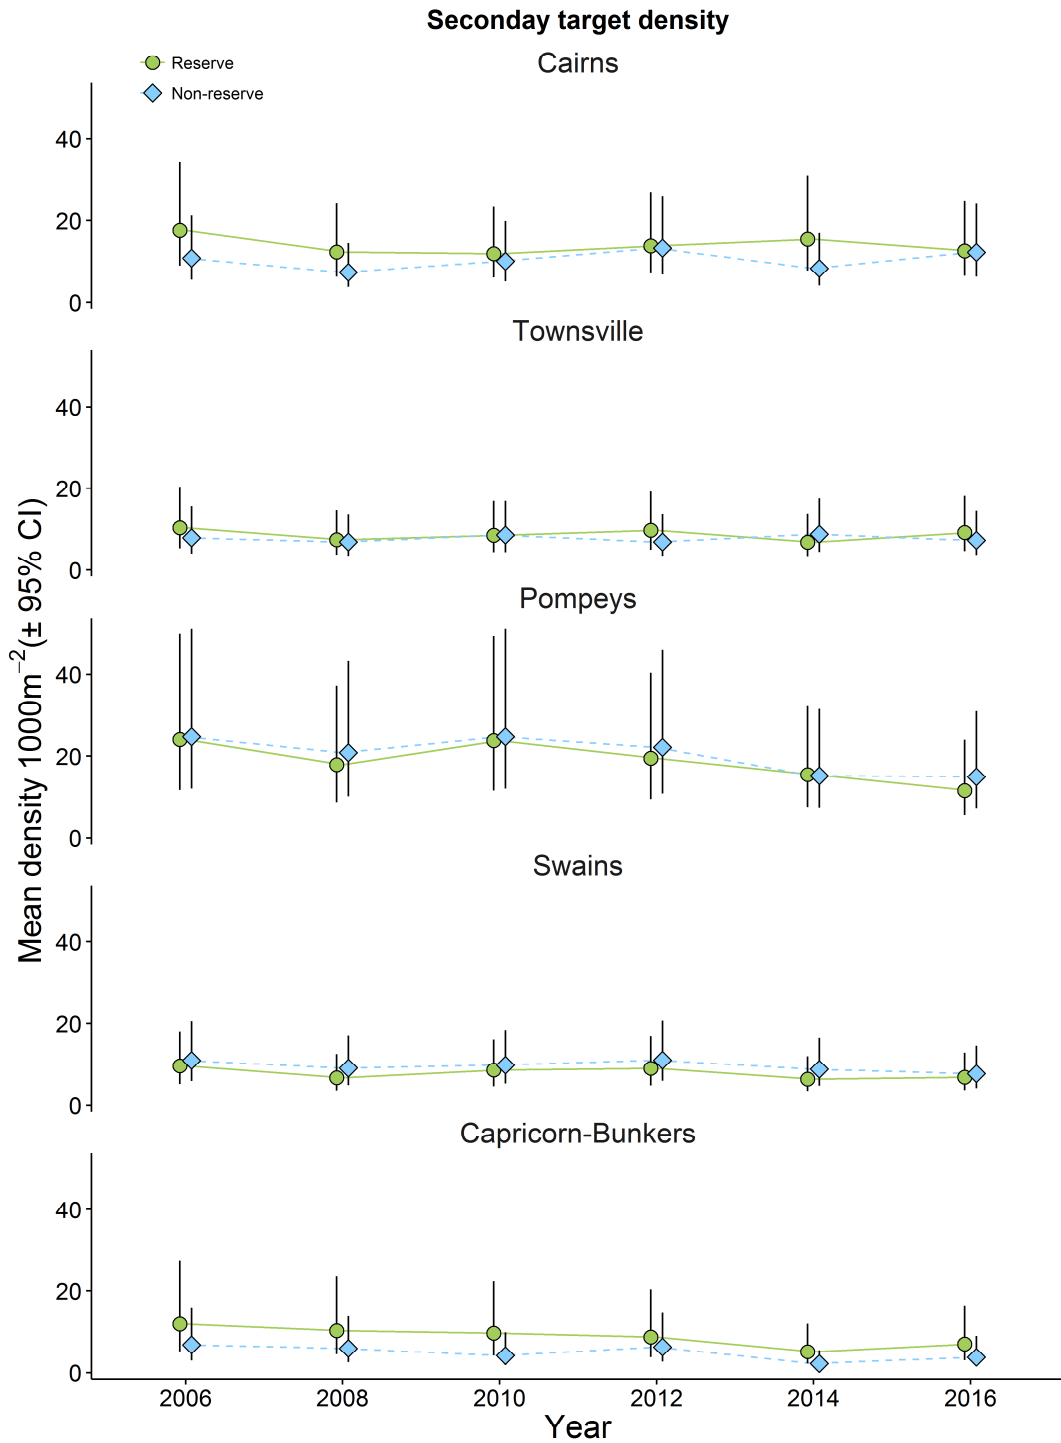 Seconday target density
Cairns
Reserve
Non-reserve
40
20
0
Townsville
40
20
0
Pompeys
40
20
0
Swains
40
20
0
Capricorn-Bunkers
40
20
0
Mean density 1000m⁻²(± 95% CI)
2006 2008 2010 2012 2014 2016
Year